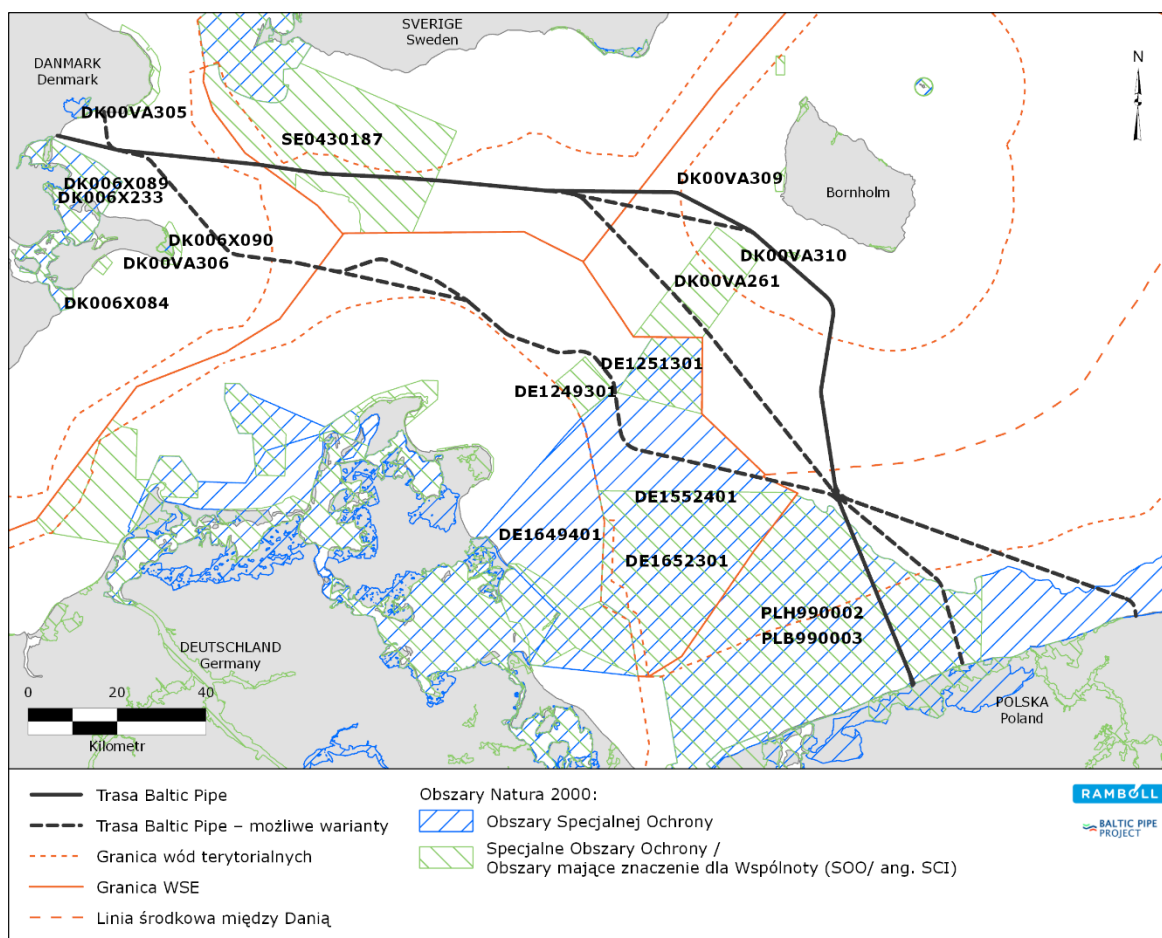 SVERIGE
Sweden
DANMARK
Denmark
N
DK00VA305
SE0430187
DK006X089
DK006X233
DK00VA309
Bornholm
DK006X090
DK00VA306
DK00VA310
DK00VA261
DK006X084
DE1251301
DE1249301
DE1552401
DE1649401
DE1652301
PLH990002
PLB990003
DEUTSCHLAND
Germany
POLSKA
Poland
0 20 40
Kilometr
Trasa Baltic Pipe
Trasa Baltic Pipe – możliwe warianty
Granica wód terytorialnych
Granica WSE
Linia środkowa między Danią
Obszary Natura 2000:
Obszary Specjalnej Ochrony
Specjalne Obszary Ochrony /
Obszary mające znaczenie dla Wspólnoty (SOO/ ang. SCI)
RAMBOLL
BALTIC PIPE
PROJECT